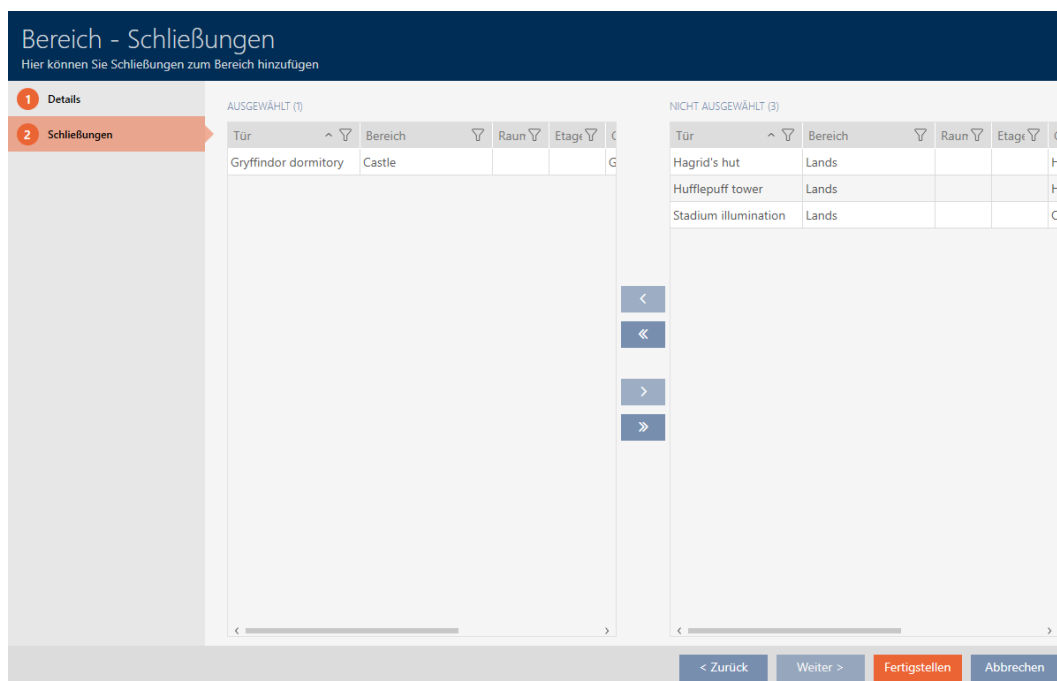 Bereich - Schließungen
Hier können Sie Schließungen zum Bereich hinzufügen
1 Details
2 Schließungen
AUSGEWÄHLT (1)
Tür Bereich Raum Etage
Gryffindor dormitory Castle G
NICHT AUSGEWÄHLT (3)
Tür Bereich Raum Etage
Hagrid's hut Lands H
Hufflepuff tower Lands H
Stadium illumination Lands
< Zurück Weiter > Fertigstellen Abbrechen